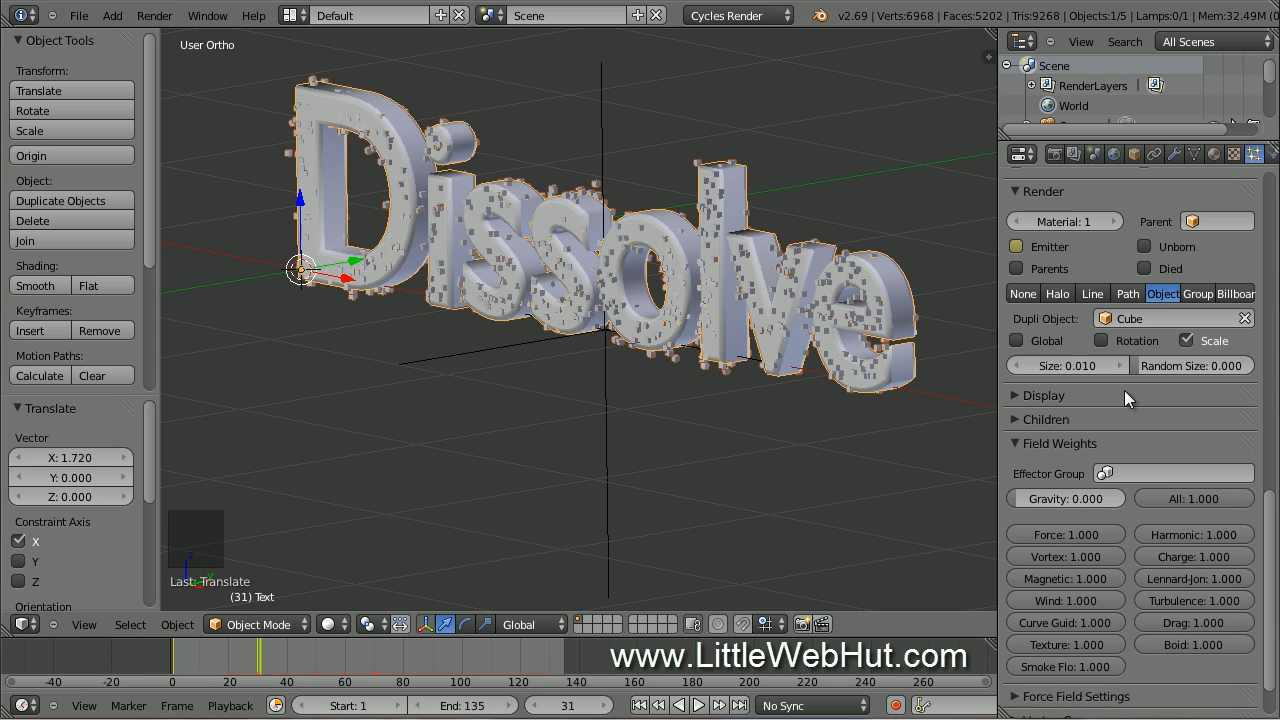 File Add Render Window Help Default Scene Cycles Render v2.69 | Verts:6968 | Faces:5202 | Tris:9268 | Objects:1/5 | Lamps:0/1 | Mem:32.49M (0
Object Tools
Transform:
Translate
Rotate
Scale
Origin
Object:
Duplicate Objects
Delete
Join
Shading:
Smooth Flat
Keyframes:
Insert Remove
Motion Paths:
Calculate Clear
Translate
Vector
X: 1.720
Y: 0.000
Z: 0.000
Constraint Axis
X
Y
Z
Orientation
User Ortho
Dissolve
z
Last: Translate
(31) Text
View Select Object Object Mode Global
View Search All Scenes
Scene
RenderLayers
World
Render
Material: 1 Parent
Emitter Unborn
Parents Died
None Halo Line Path Object Group Billboar
Dupli Object: Cube
Global Rotation Scale
Size: 0.010 Random Size: 0.000
Display
Children
Field Weights
Effector Group
Gravity: 0.000 All: 1.000
Force: 1.000 Harmonic: 1.000
Vortex: 1.000 Charge: 1.000
Magnetic: 1.000 Lennard-Jon: 1.000
Wind: 1.000 Turbulence: 1.000
Curve Guid: 1.000 Drag: 1.000
Texture: 1.000 Boid: 1.000
Smoke Flo: 1.000
Force Field Settings
www.LittleWebHut.com
-40 -20 0 20 40 60 80 100 120 140 160 180 200 220 240 260
View Marker Frame Playback Start: 1 End: 135 31 No Sync